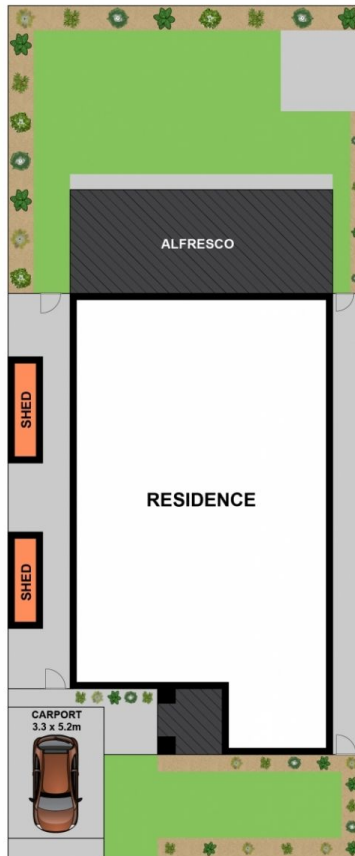 ALFRESCO
SHED
RESIDENCE
SHED
CARPORT
3.3 x 5.2m